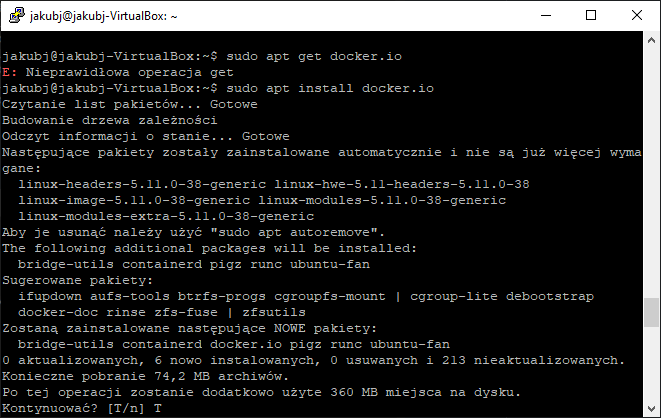 jakubj@jakubj-VirtualBox: ~
jakubj@jakubj-VirtualBox:~$ sudo apt get docker.io
E: Nieprawidłowa operacja get
jakubj@jakubj-VirtualBox:~$ sudo apt install docker.io
Czytanie list pakietów... Gotowe
Budowanie drzewa zależności
Odczyt informacji o stanie... Gotowe
Następujące pakiety zostały zainstalowane automatycznie i nie są już więcej wyma
gane:
  linux-headers-5.11.0-38-generic linux-hwe-5.11-headers-5.11.0-38
  linux-image-5.11.0-38-generic linux-modules-5.11.0-38-generic
  linux-modules-extra-5.11.0-38-generic
Aby je usunąć należy użyć "sudo apt autoremove".
The following additional packages will be installed:
  bridge-utils containerd pigz runc ubuntu-fan
Sugerowane pakiety:
  ifupdown aufs-tools btrfs-progs cgroupfs-mount | cgroup-lite debootstrap
  docker-doc rinse zfs-fuse | zfsutils
Zostaną zainstalowane następujące NOWE pakiety:
  bridge-utils containerd docker.io pigz runc ubuntu-fan
0 aktualizowanych, 6 nowo instalowanych, 0 usuwanych i 213 nieaktualizowanych.
Konieczne pobranie 74,2 MB archiwów.
Po tej operacji zostanie dodatkowo użyte 360 MB miejsca na dysku.
Kontynuować? [T/n] T